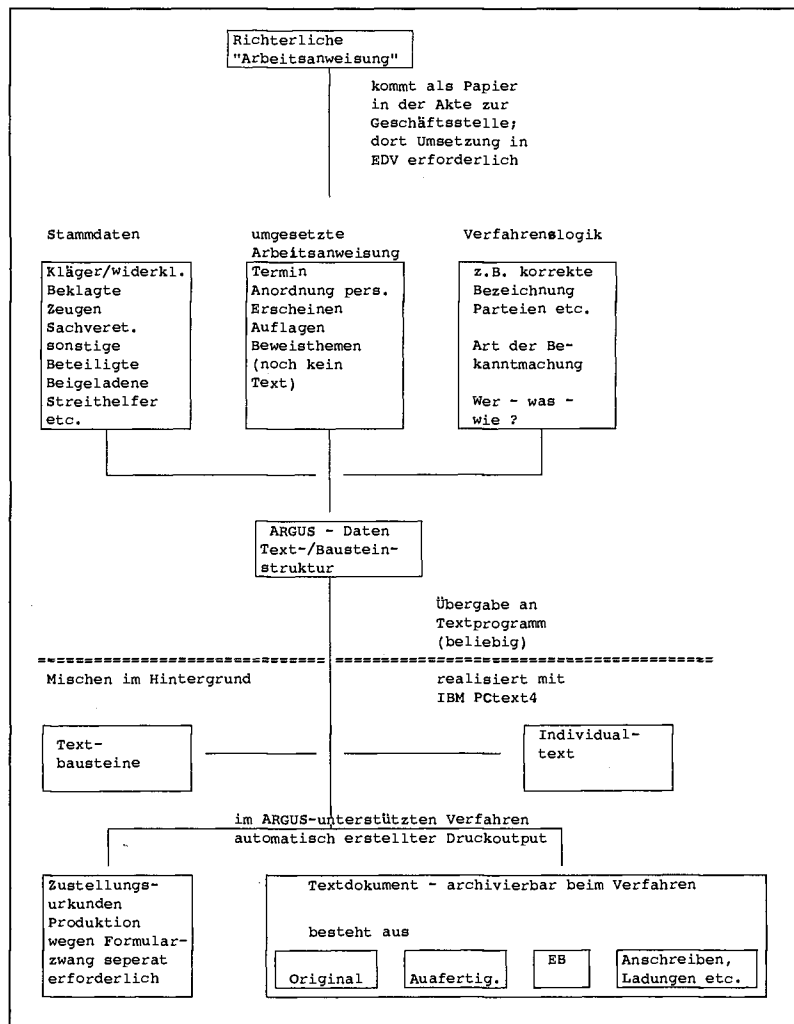 Richterliche
"Arbeitsanweisung"
kommt als Papier
in der Akte zur
Geschäftsstelle;
dort Umsetzung in
EDV erforderlich
Stammdaten
Kläger/Widerkl.
Beklagte
Zeugen
Sachveret.
sonstige
Beteiligte
Beigeladene
Streithelfer
etc.
umgesetzte
Arbeitsanweisung
Termin
Anordnung pers.
Erscheinen
Auflagen
Beweisthemen
(noch kein
Text)
Verfahrenslogik
z.B. korrekte
Bezeichnung
Parteien etc.
Art der Be-
kanntmachung
Wer - was -
wie ?
ARGUS - Daten
Text-/Baustein-
struktur
Übergabe an
Textprogramm
(beliebig)
Mischen im Hintergrund
realisiert mit
IBM PCtext4
Text-
bausteine
Individual-
text
im ARGUS-unterstützten Verfahren
automatisch erstellter Druckoutput
Zustellungs-
urkunden
Produktion
wegen Formular-
zwang seperat
erforderlich
Textdokument - archivierbar beim Verfahren
besteht aus
Original
Auafertig.
EB
Anschreiben,
Ladungen etc.